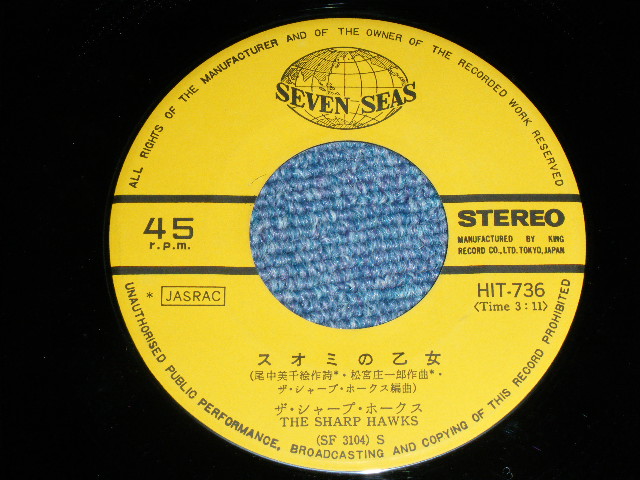 ALL RIGHTS OF THE MANUFACTURER AND OF THE OWNER OF THE RECORDED WORK RESERVED
SEVEN SEAS
45
r.p.m.
STEREO
MANUFACTURED BY KING
RECORD CO., LTD. TOKYO, JAPAN
* JASRAC
HIT-736
〈Time 3:11〉
スオミの乙女
(尾中美千絵作詩*・松宮庄一郎作曲*・
ザ・シャープ・ホークス編曲)
ザ・シャープ・ホークス
THE SHARP HAWKS
(SF 3104) S
UNAUTHORISED PUBLIC PERFORMANCE, BROADCASTING AND COPYING OF THIS RECORD PROHIBITED